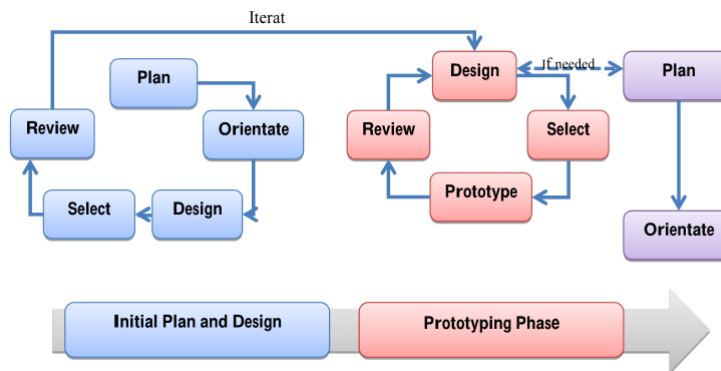 Iterat
Plan
Review
Orientate
Select
Design
Design
If needed
Plan
Review
Select
Prototype
Orientate
Initial Plan and Design
Prototyping Phase